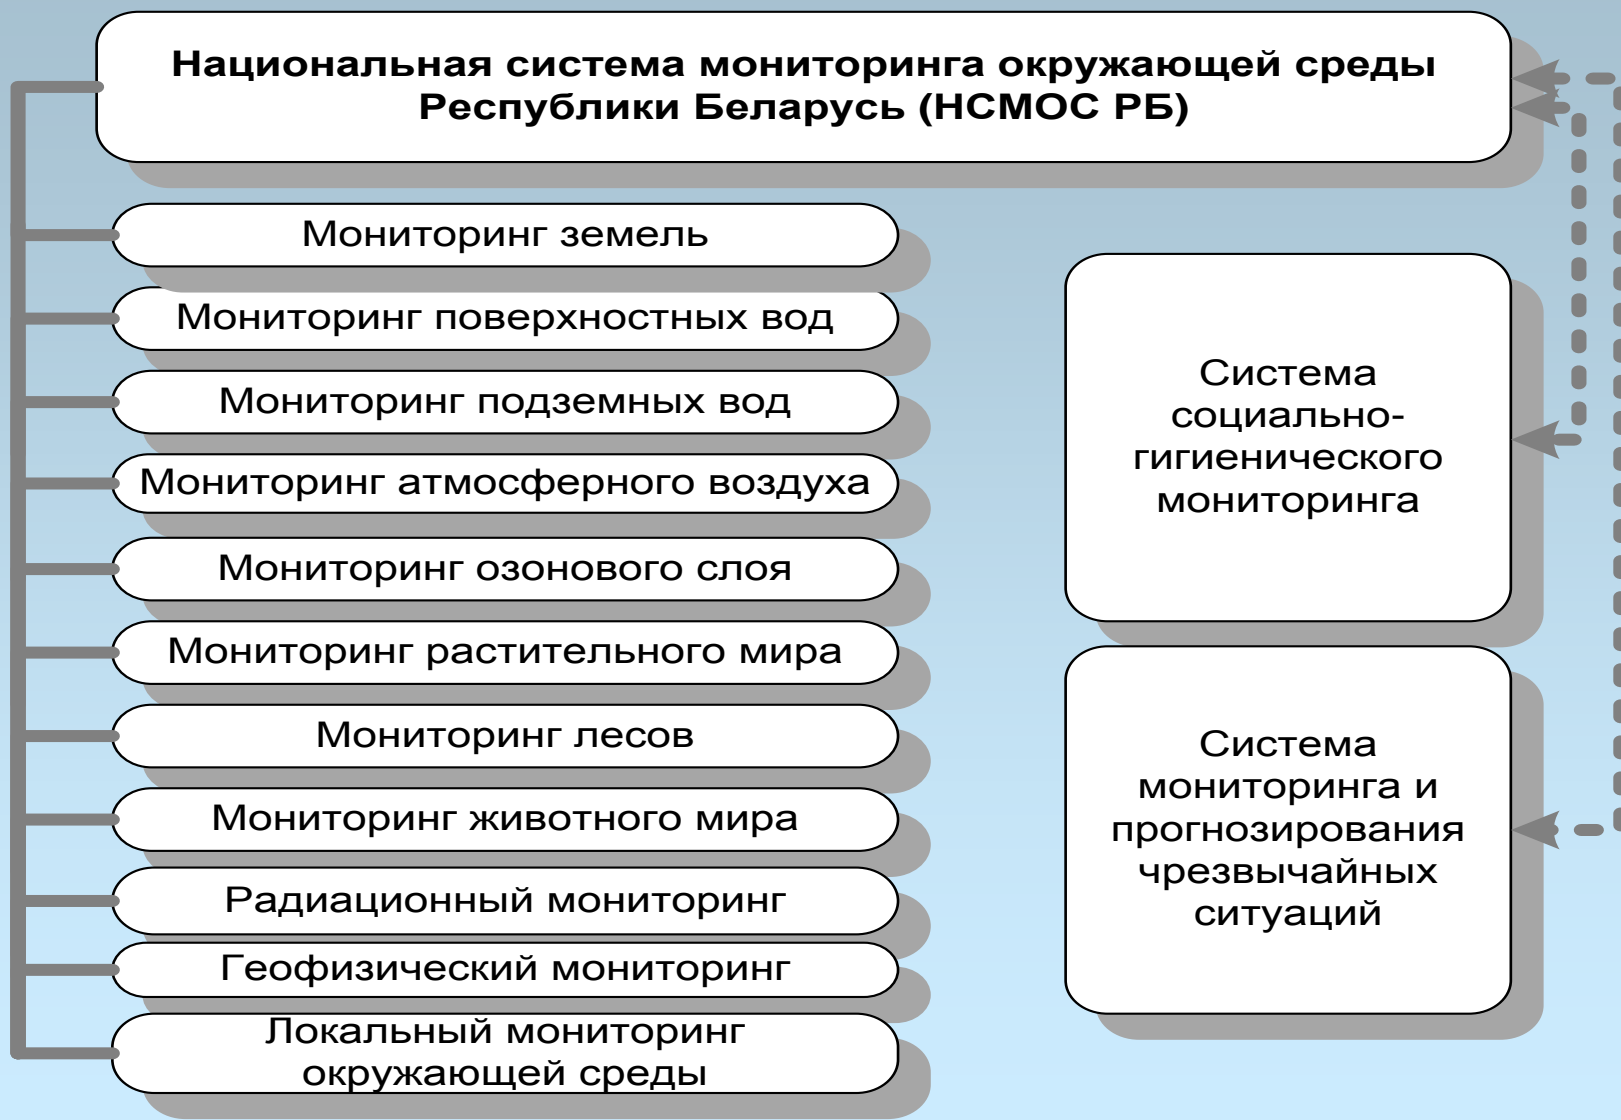 Национальная система мониторинга окружающей среды
Республики Беларусь (НСМОС РБ)
Мониторинг земель
Мониторинг поверхностных вод
Мониторинг подземных вод
Мониторинг атмосферного воздуха
Мониторинг озонового слоя
Мониторинг растительного мира
Мониторинг лесов
Мониторинг животного мира
Радиационный мониторинг
Геофизический мониторинг
Локальный мониторинг
окружающей среды
Система
социально-
гигиенического
мониторинга
Система
мониторинга и
прогнозирования
чрезвычайных
ситуаций